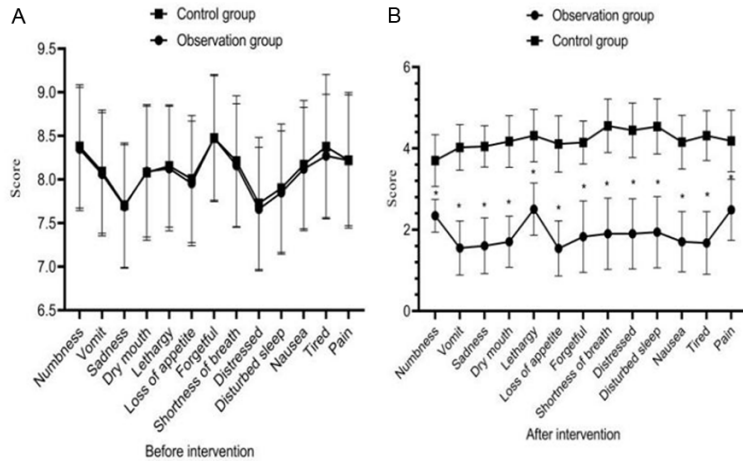 A
Control group
Observation group
9.5
9.0
8.5
8.0
7.5
7.0
6.5
Score
Numbness
Vomit
Sadness
Dry mouth
Lethargy
Loss of appetite
Forgetful
Shortness of breath
Distressed
Disturbed sleep
Nausea
Tired
Pain
Before intervention
B
Observation group
Control group
6
4
2
0
Score
* * * * * * * * * * * * *
Numbness
Vomit
Sadness
Dry mouth
Lethargy
Loss of appetite
Forgetful
Shortness of breath
Distressed
Disturbed sleep
Nausea
Tired
Pain
After intervention